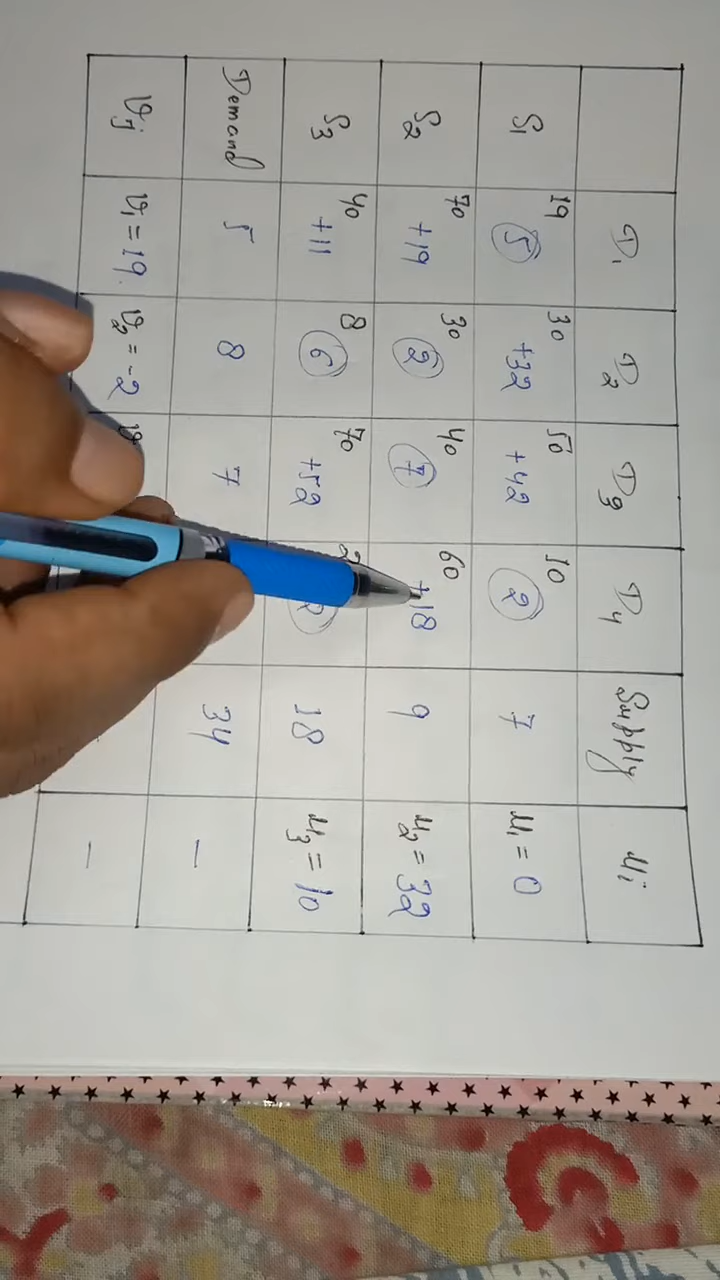 D1 D2 D3 D4 Supply ui
S1 19 5 30 +32 50 +42 10 2 7 u1 = 0
S2 70 +19 30 2 40 7 60 +18 9 u2 = 32
S3 40 +11 8 6 70 +52 2 18 u3 = 10
Demand 5 8 7 34 —
vj v1 = 19 v2 = -2 v —